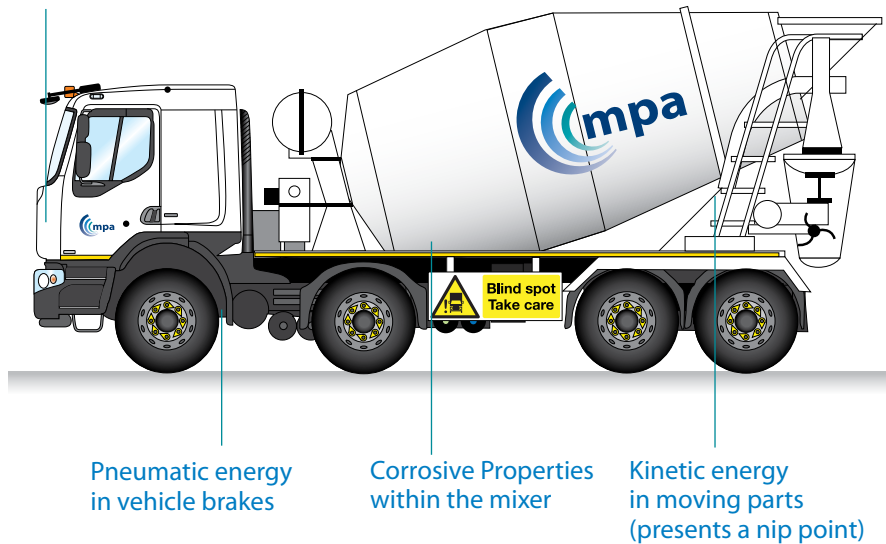 mpa
mpa
Blind spot
Take care
Pneumatic energy
in vehicle brakes
Corrosive Properties
within the mixer
Kinetic energy
in moving parts
(presents a nip point)